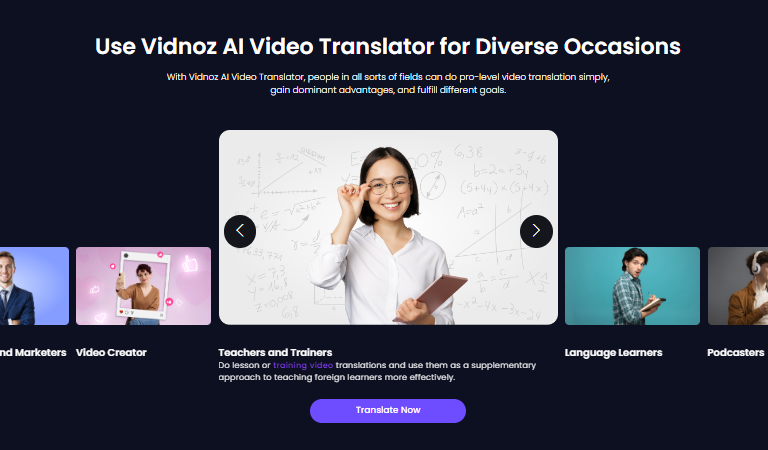 Use Vidnoz AI Video Translator for Diverse Occasions
With Vidnoz AI Video Translator, people in all sorts of fields can do pro-level video translation simply,
gain dominant advantages, and fulfill different goals.
nd Marketers
Video Creator
Teachers and Trainers
Do lesson or training video translations and use them as a supplementary
approach to teaching foreign learners more effectively.
Language Learners
Podcasters
Translate Now